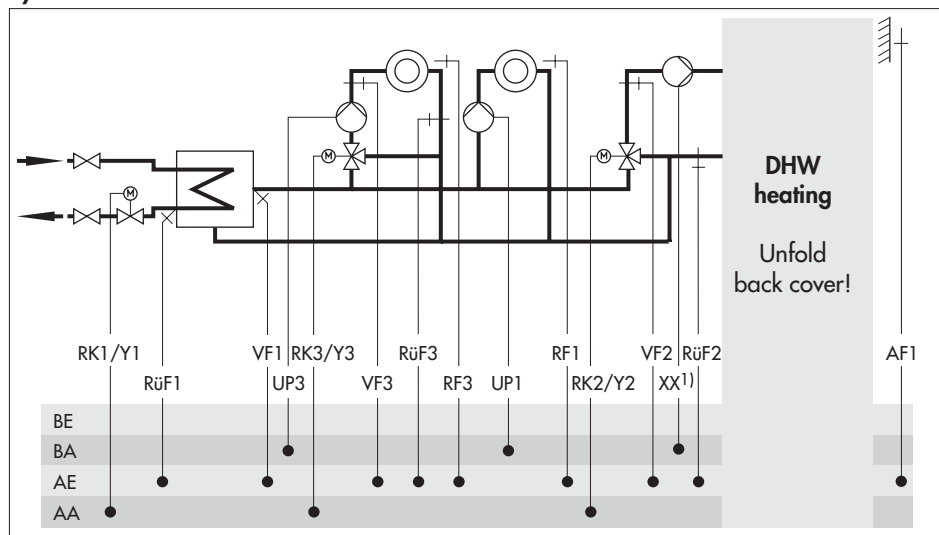 M
M
M
DHW
heating
Unfold
back cover!
RK1/Y1 VF1 RK3/Y3 RüF3 RF1 VF2 RüF2 AF1
RüF1 UP3 VF3 RF3 UP1 RK2/Y2 XX1)
BE
BA
AE
AA